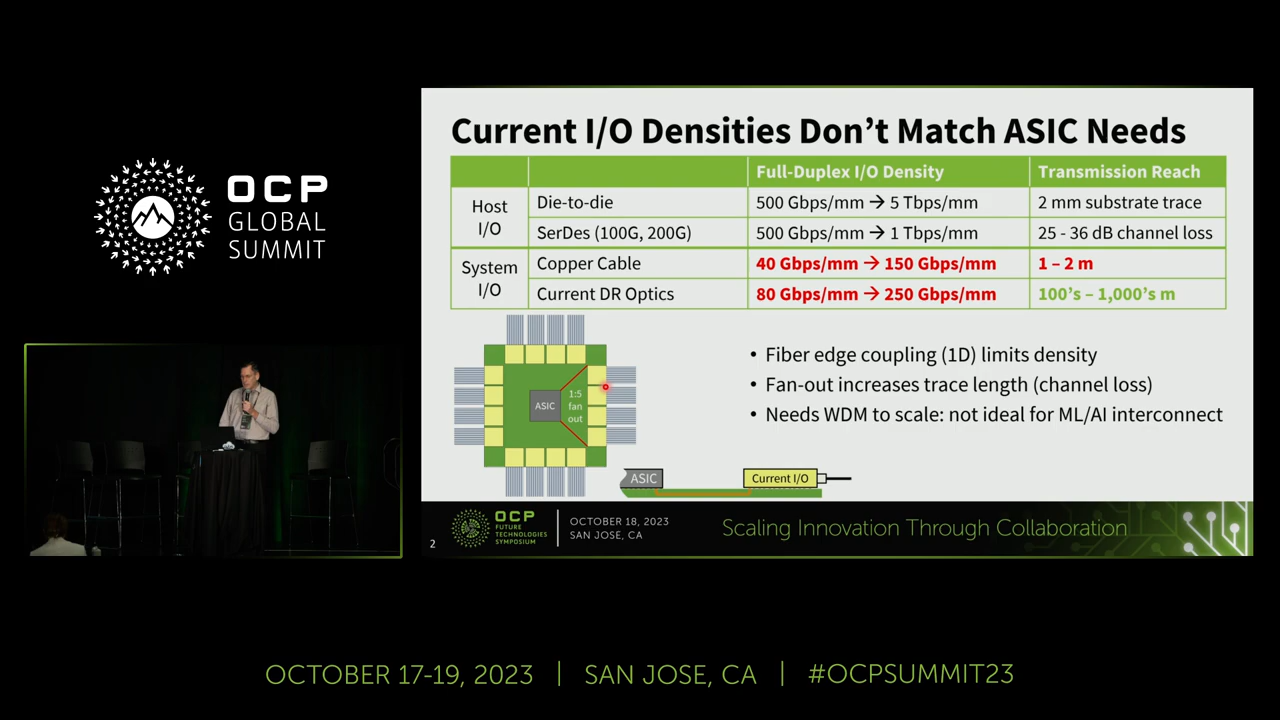 OCP
GLOBAL
SUMMIT
Current I/O Densities Don't Match ASIC Needs
Full-Duplex I/O Density
Transmission Reach
Host I/O
Die-to-die
500 Gbps/mm → 5 Tbps/mm
2 mm substrate trace
SerDes (100G, 200G)
500 Gbps/mm → 1 Tbps/mm
25 - 36 dB channel loss
System I/O
Copper Cable
40 Gbps/mm → 150 Gbps/mm
1 – 2 m
Current DR Optics
80 Gbps/mm → 250 Gbps/mm
100's – 1,000's m
ASIC
1:5
fan
out
• Fiber edge coupling (1D) limits density
• Fan-out increases trace length (channel loss)
• Needs WDM to scale: not ideal for ML/AI interconnect
ASIC
Current I/O
2
OCP
FUTURE
TECHNOLOGIES
SYMPOSIUM
OCTOBER 18, 2023
SAN JOSE, CA
Scaling Innovation Through Collaboration
OCTOBER 17-19, 2023 | SAN JOSE, CA | #OCPSUMMIT23